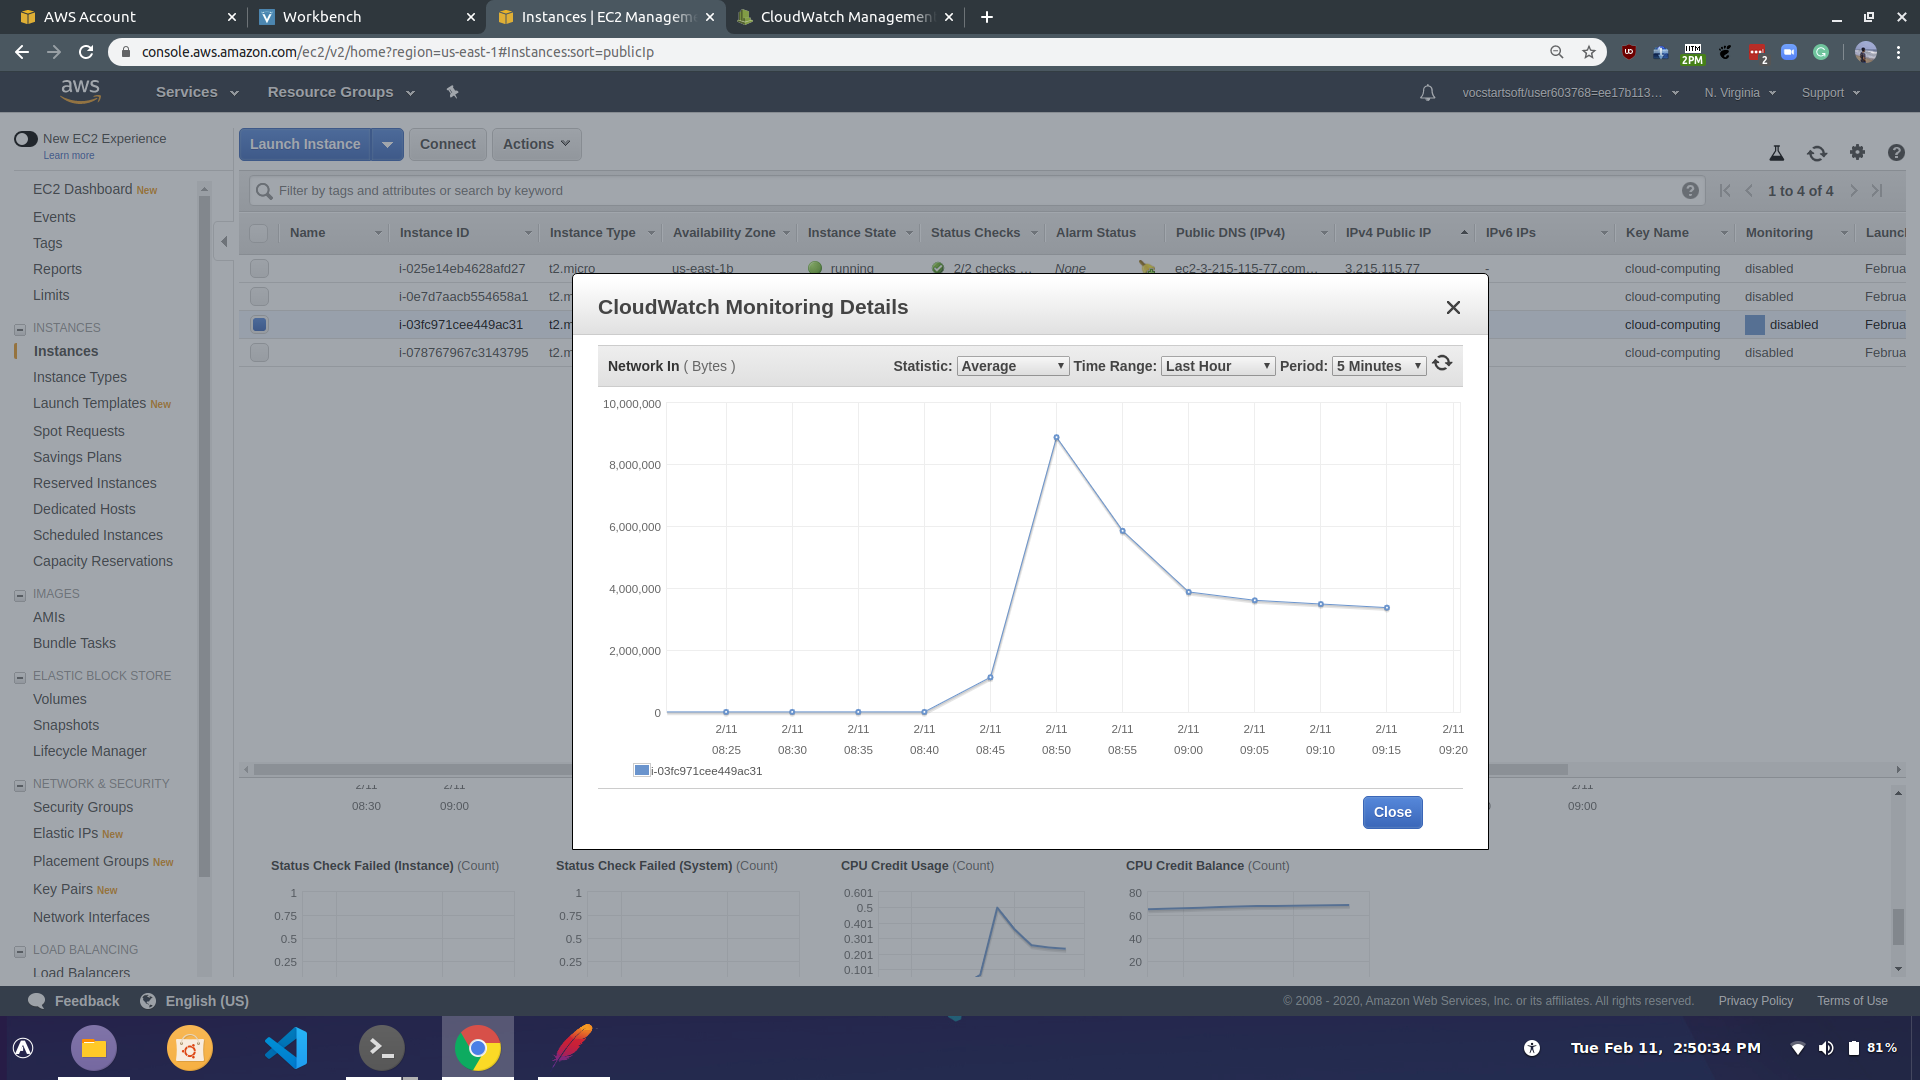 AWS Account
Workbench
Instances | EC2 Managem
CloudWatch Managemen
console.aws.amazon.com/ec2/v2/home?region=us-east-1#Instances:sort=publicIp
IITM
2PM
2
aws
Services
Resource Groups
vocstartsoft/user603768=ee17b113...
N. Virginia
Support
New EC2 Experience
Learn more
Launch Instance
Connect
Actions
Filter by tags and attributes or search by keyword
1 to 4 of 4
EC2 Dashboard New
Events
Tags
Reports
Limits
INSTANCES
Instances
Instance Types
Launch Templates New
Spot Requests
Savings Plans
Reserved Instances
Dedicated Hosts
Scheduled Instances
Capacity Reservations
IMAGES
AMIs
Bundle Tasks
ELASTIC BLOCK STORE
Volumes
Snapshots
Lifecycle Manager
NETWORK & SECURITY
Security Groups
Elastic IPs New
Placement Groups New
Key Pairs New
Network Interfaces
LOAD BALANCING
Load Balancers
Name Instance ID Instance Type Availability Zone Instance State Status Checks Alarm Status Public DNS (IPv4) IPv4 Public IP IPv6 IPs Key Name Monitoring Launc
i-025e14eb4628afd27 t2.micro us-east-1b running 2/2 checks ... None ec2-3-215-115-77.com... 3.215.115.77 - cloud-computing disabled Februa
i-0e7d7aacb554658a1 t2.m cloud-computing disabled Februa
i-03fc971cee449ac31 t2.m cloud-computing disabled Februa
i-078767967c3143795 t2.m cloud-computing disabled Februa
CloudWatch Monitoring Details
Network In ( Bytes )
Statistic: Average Time Range: Last Hour Period: 5 Minutes
10,000,000
8,000,000
6,000,000
4,000,000
2,000,000
0
2/11 2/11 2/11 2/11 2/11 2/11 2/11 2/11 2/11 2/11 2/11 2/11
08:25 08:30 08:35 08:40 08:45 08:50 08:55 09:00 09:05 09:10 09:15 09:20
i-03fc971cee449ac31
Close
2/11 2/11 2/11
08:30 09:00 09:00
Status Check Failed (Instance) (Count)
1
0.75
0.5
0.25
Status Check Failed (System) (Count)
1
0.75
0.5
0.25
CPU Credit Usage (Count)
0.601
0.5
0.401
0.301
0.201
0.101
CPU Credit Balance (Count)
80
60
40
20
Feedback
English (US)
© 2008 - 2020, Amazon Web Services, Inc. or its affiliates. All rights reserved.
Privacy Policy
Terms of Use
Tue Feb 11, 2:50:34 PM
81%